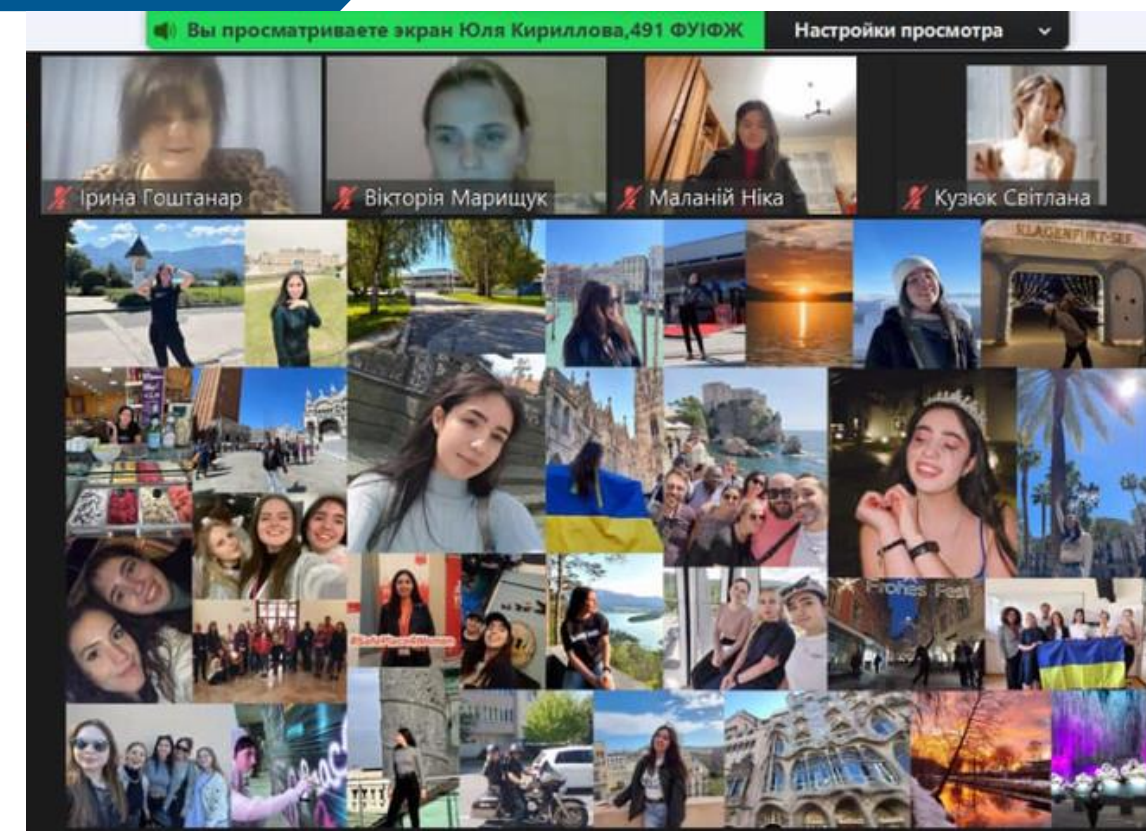 Вы просматриваете экран Юля Кириллова,491 ФУІФЖ
Настройки просмотра
Ірина Гоштанар
Вікторія Марищук
Маланій Ніка
Кузюк Світлана
KLAGENFURT-SEE
#SafePlace4Women
Frohes Fest